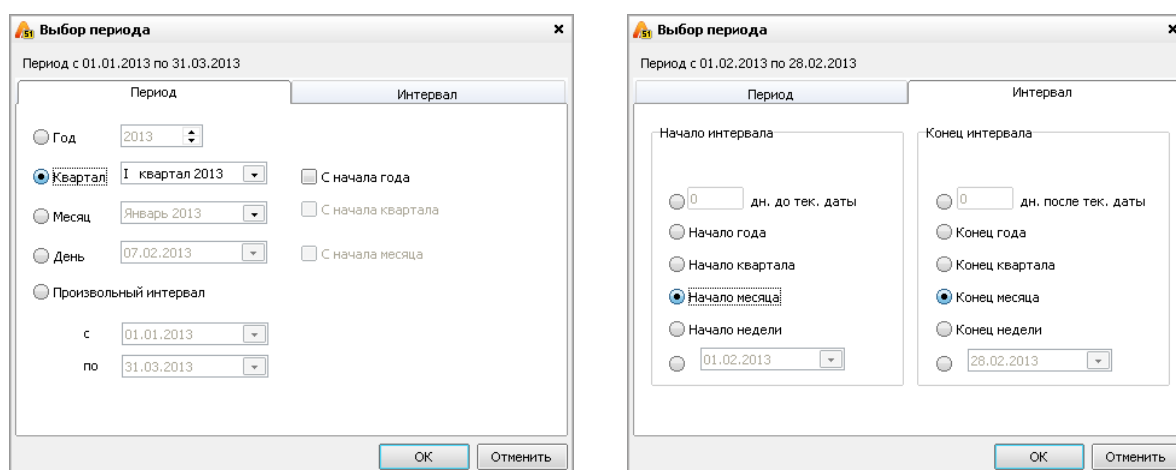 Выбор периода
Период с 01.01.2013 по 31.03.2013
Период Интервал
Год 2013
Квартал I квартал 2013 С начала года
Месяц Январь 2013 С начала квартала
День 07.02.2013 С начала месяца
Произвольный интервал
с 01.01.2013
по 31.03.2013
ОК Отменить
Выбор периода
Период с 01.02.2013 по 28.02.2013
Период Интервал
Начало интервала Конец интервала
0 дн. до тек. даты 0 дн. после тек. даты
Начало года Конец года
Начало квартала Конец квартала
Начало месяца Конец месяца
Начало недели Конец недели
01.02.2013 28.02.2013
ОК Отменить